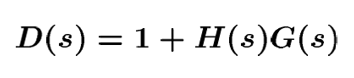 D(s) = 1 + H(s)G(s)